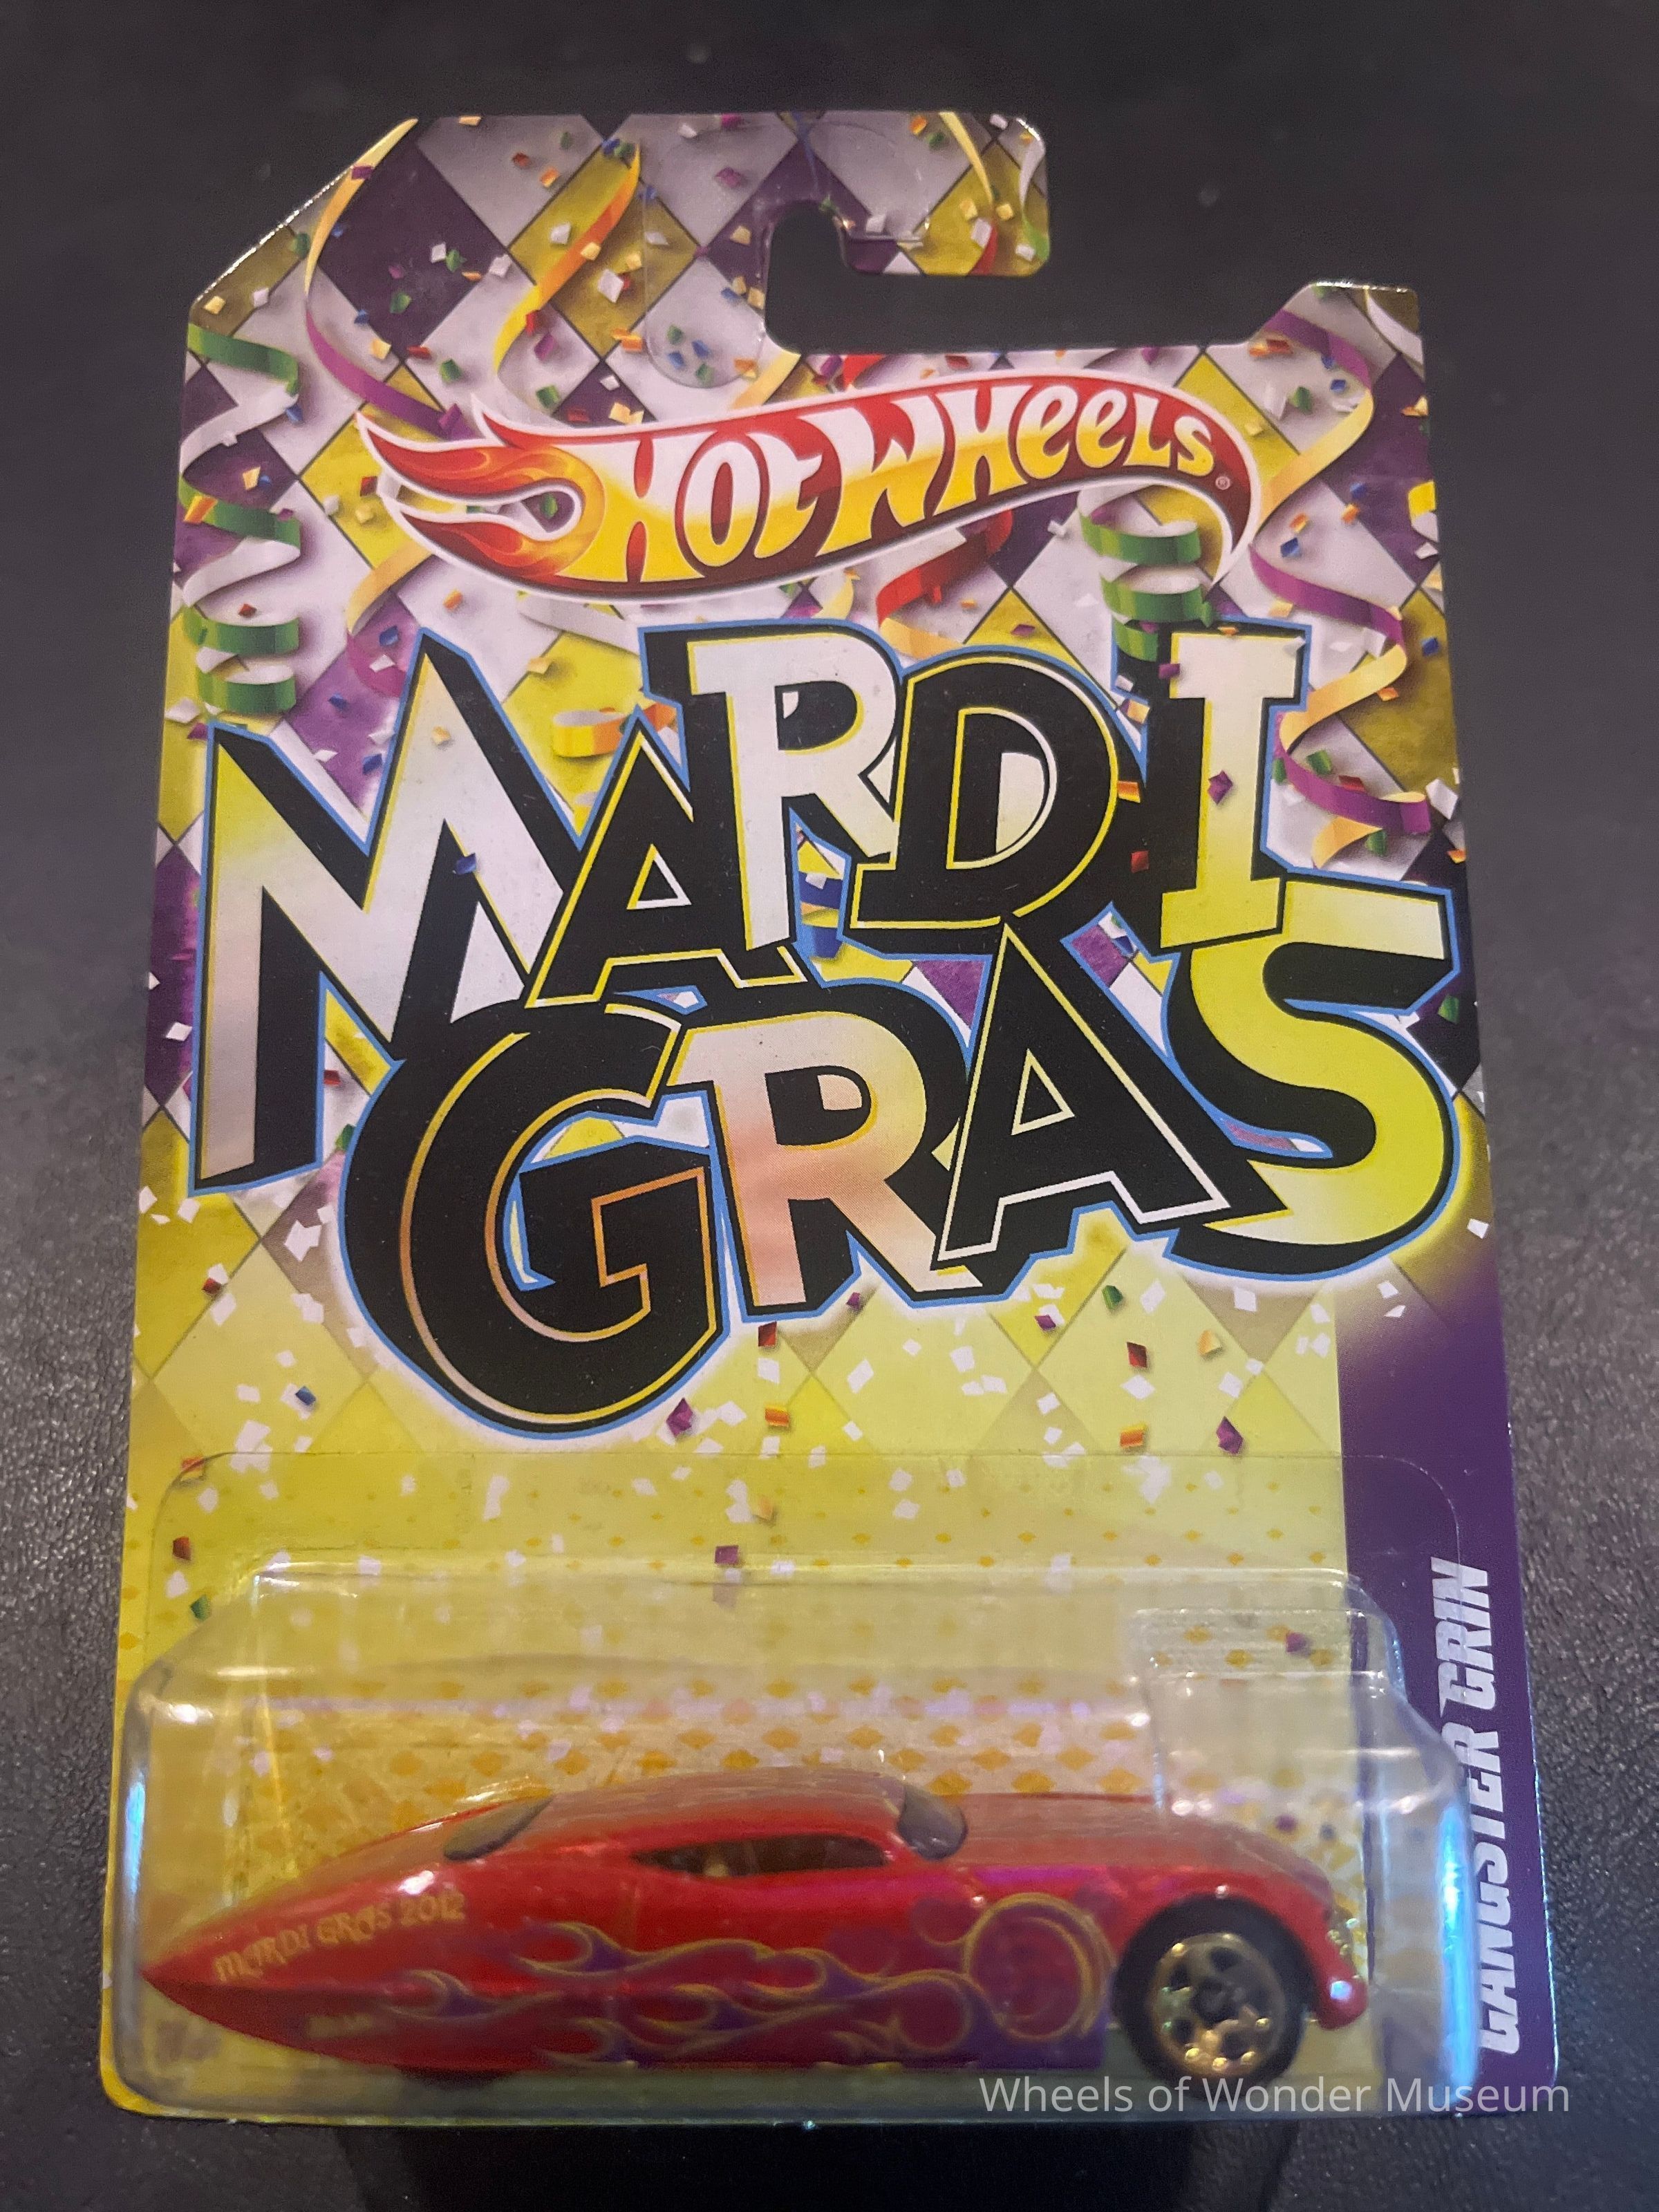 HOT WHEELS®
MARDI
GRAS
GANGSTER GRIN
MARDI GRAS 2012
Wheels of Wonder Museum